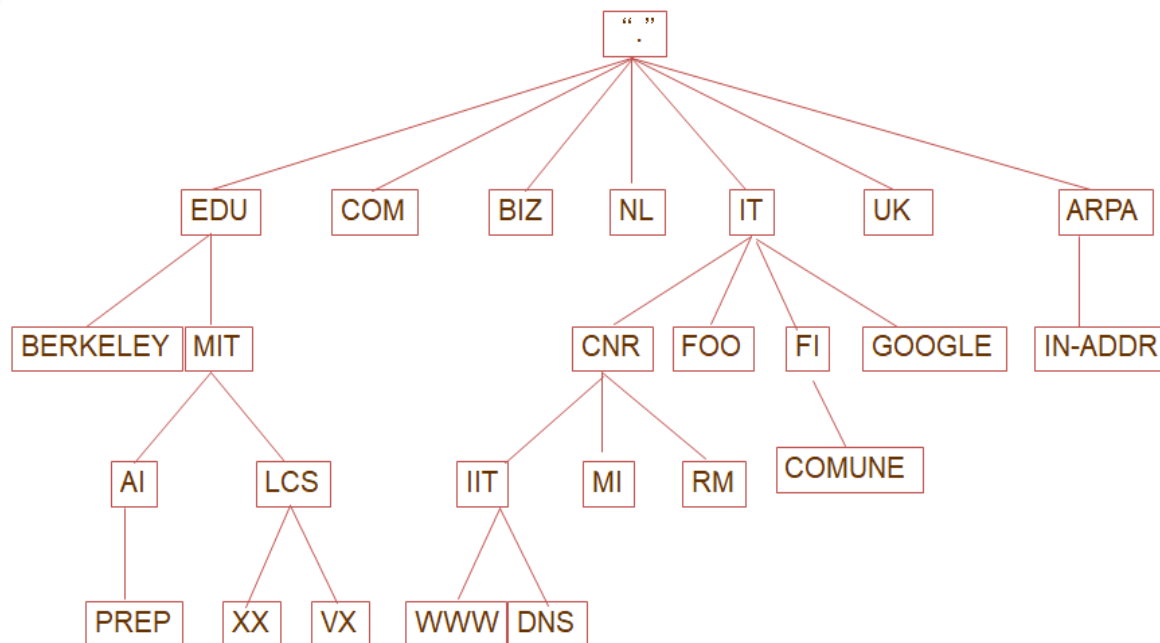 “.”
EDU COM BIZ NL IT UK ARPA
BERKELEY MIT CNR FOO FI GOOGLE IN-ADDR
AI LCS IIT MI RM COMUNE
PREP XX VX WWW DNS